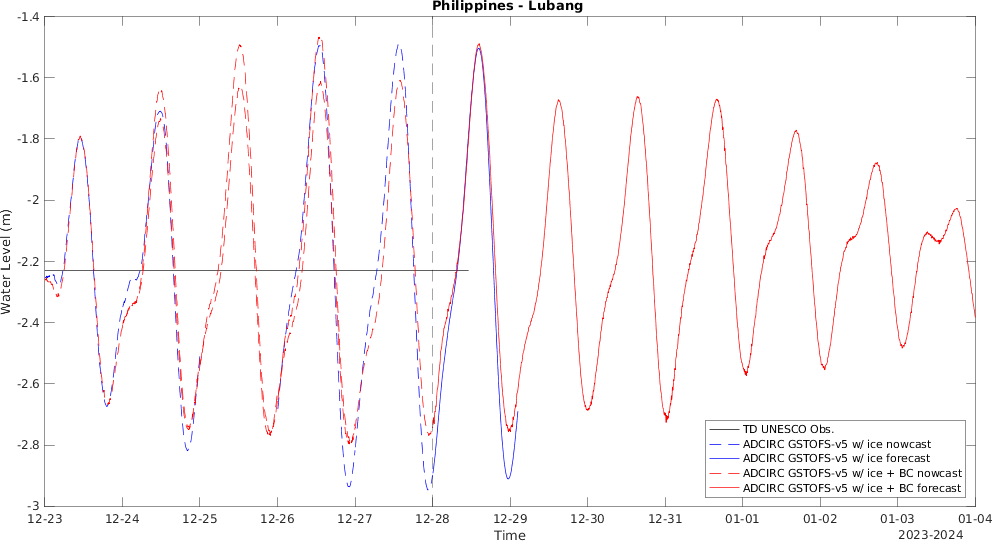 Philippines - Lubang
-1.4
-1.6
-1.8
-2
-2.2
-2.4
-2.6
-2.8
-3
Water Level (m)
12-23 12-24 12-25 12-26 12-27 12-28 12-29 12-30 12-31 01-01 01-02 01-03 01-04
Time
2023-2024
TD UNESCO Obs.
ADCIRC GSTOFS-v5 w/ ice nowcast
ADCIRC GSTOFS-v5 w/ ice forecast
ADCIRC GSTOFS-v5 w/ ice + BC nowcast
ADCIRC GSTOFS-v5 w/ ice + BC forecast